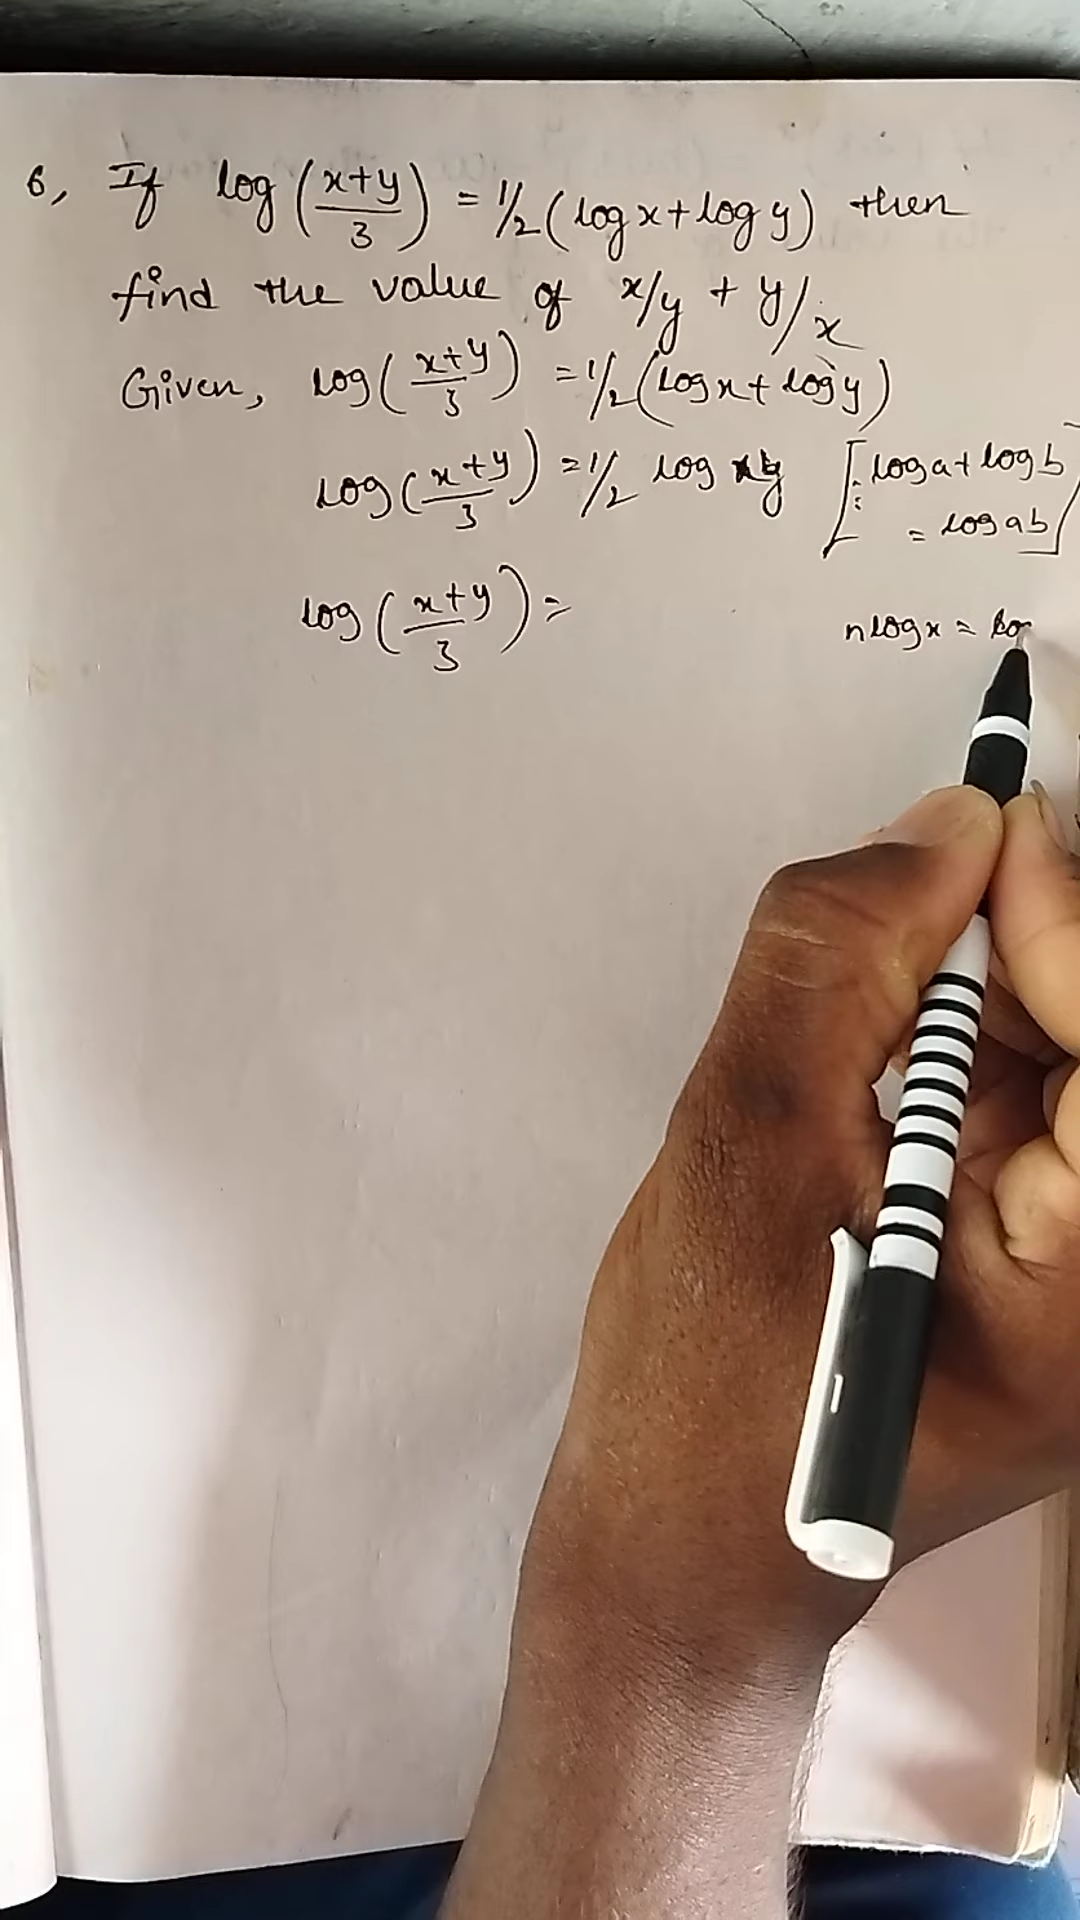 6, If log (x+y/3) = 1/2 (log x + log y) then
find the value of x/y + y/x
Given, log (x+y/3) = 1/2 (log x + log y)
log (x+y/3) = 1/2 log xy [∵ log a + log b
= log ab]
log (x+y/3) =
n log x = lo